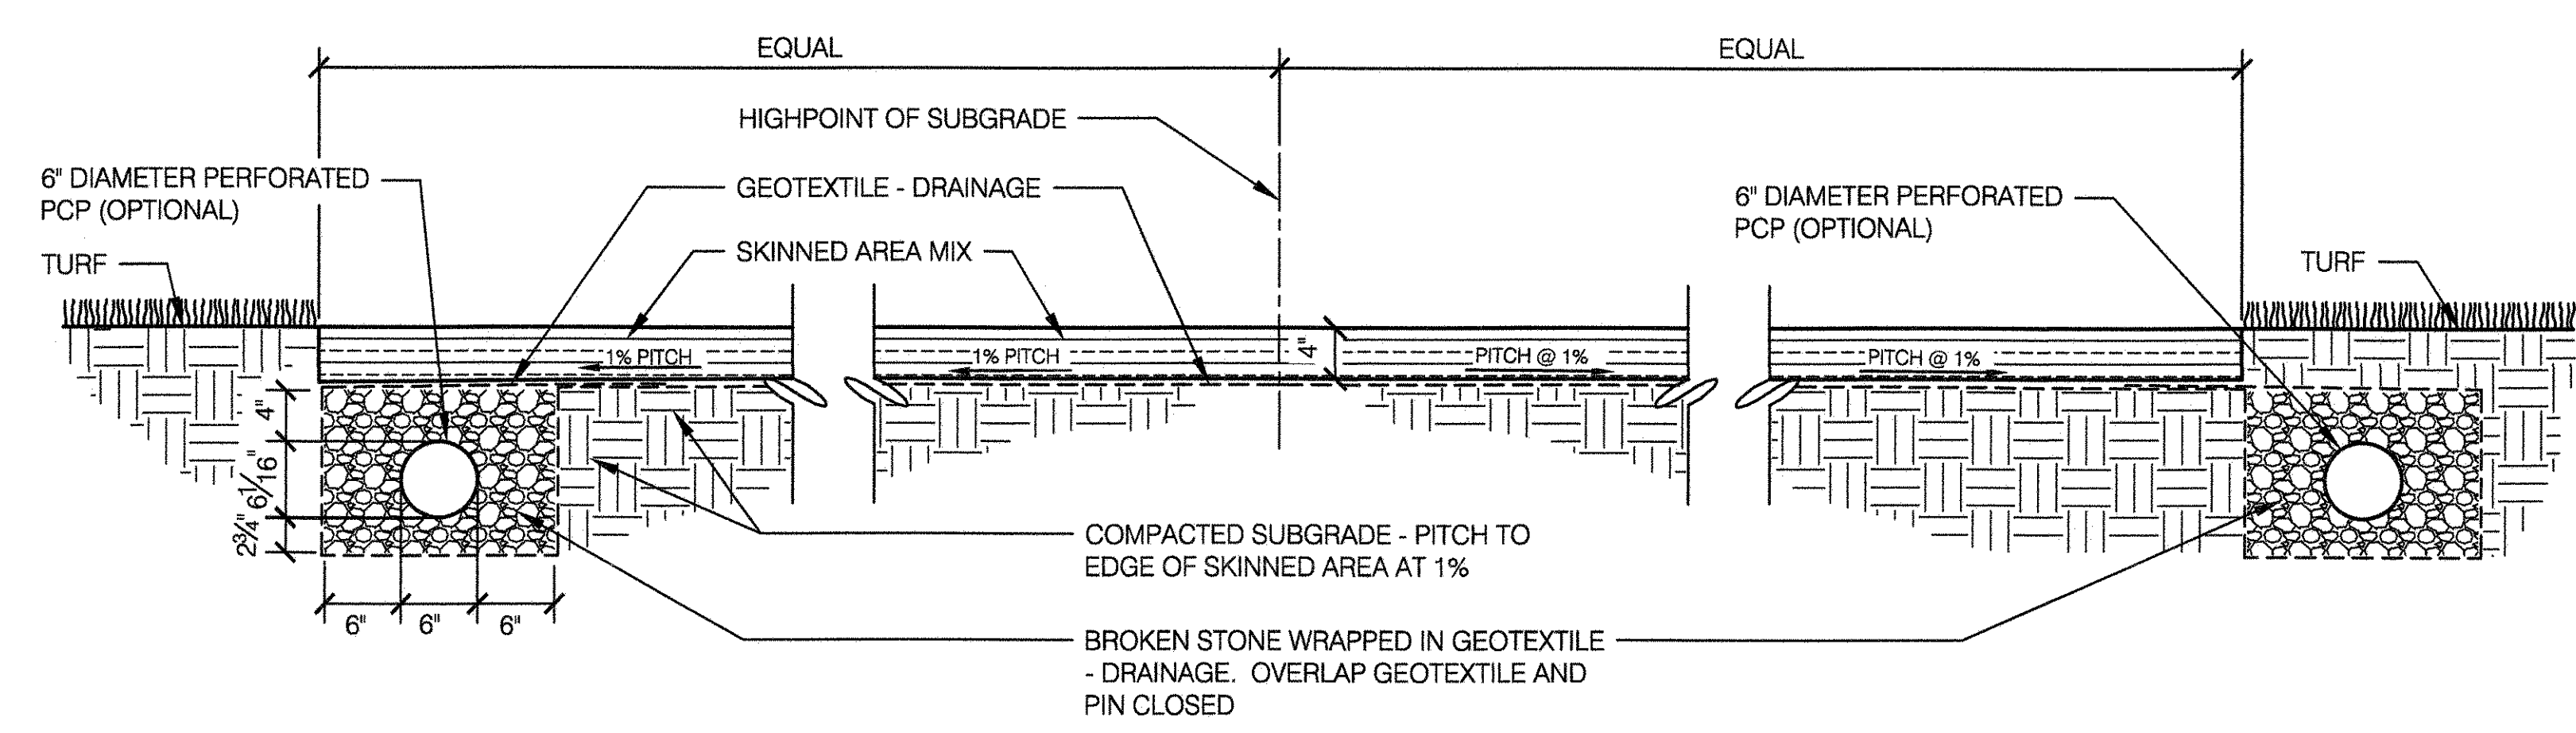 EQUAL
EQUAL
HIGHPOINT OF SUBGRADE
6" DIAMETER PERFORATED
PCP (OPTIONAL)
GEOTEXTILE - DRAINAGE
6" DIAMETER PERFORATED
PCP (OPTIONAL)
SKINNED AREA MIX
TURF
TURF
1% PITCH
1% PITCH
4"
PITCH @ 1%
PITCH @ 1%
4"
6 1/16"
2 3/4"
6"
6"
6"
COMPACTED SUBGRADE - PITCH TO
EDGE OF SKINNED AREA AT 1%
BROKEN STONE WRAPPED IN GEOTEXTILE
- DRAINAGE. OVERLAP GEOTEXTILE AND
PIN CLOSED